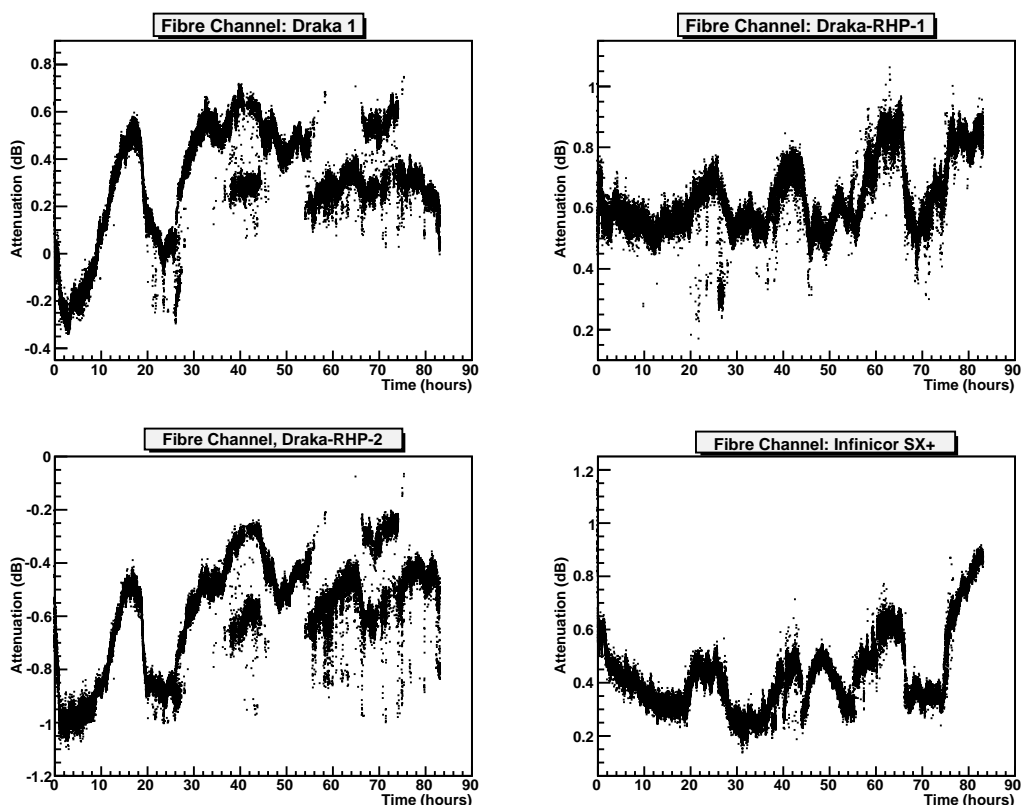 Fibre Channel: Draka 1
Attenuation (dB)
0.8
0.6
0.4
0.2
0
-0.2
-0.4
0 10 20 30 40 50 60 70 80 90
Time (hours)
Fibre Channel: Draka-RHP-1
Attenuation (dB)
1
0.8
0.6
0.4
0.2
0 10 20 30 40 50 60 70 80 90
Time (hours)
Fibre Channel, Draka-RHP-2
Attenuation (dB)
0
-0.2
-0.4
-0.6
-0.8
-1
-1.2
0 10 20 30 40 50 60 70 80 90
Time (hours)
Fibre Channel: Infinicor SX+
Attenuation (dB)
1.2
1
0.8
0.6
0.4
0.2
0 10 20 30 40 50 60 70 80 90
Time (hours)